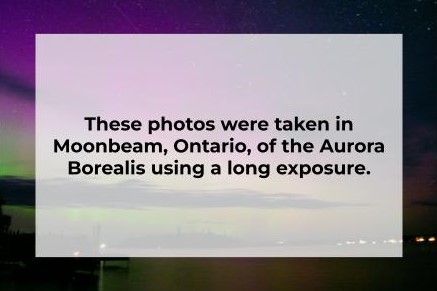 These photos were taken in
Moonbeam, Ontario, of the Aurora
Borealis using a long exposure.